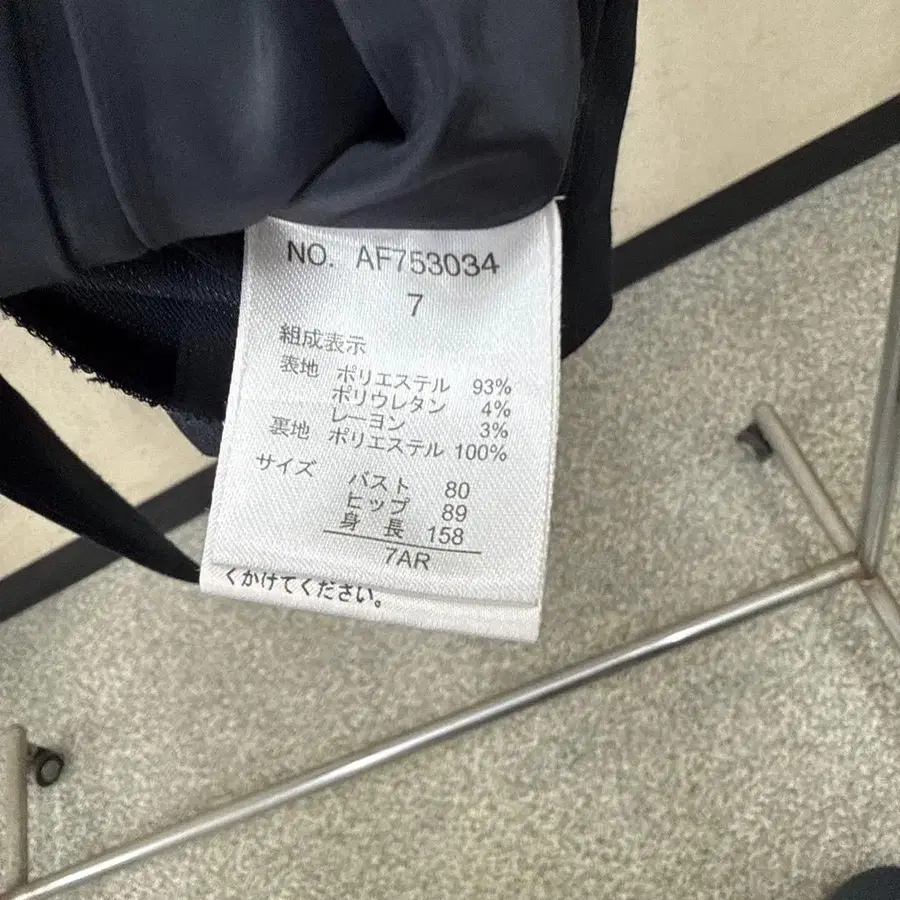 NO. AF753034
7
組成表示
表地 ポリエステル 93%
ポリウレタン 4%
レーヨン 3%
裏地 ポリエステル 100%
サイズ
バスト 80
ヒップ 89
身 長 158
7AR
くかけてください。